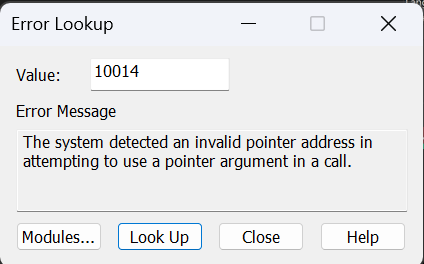 Error Lookup
Value: 10014
Error Message
The system detected an invalid pointer address in
attempting to use a pointer argument in a call.
Modules... Look Up Close Help